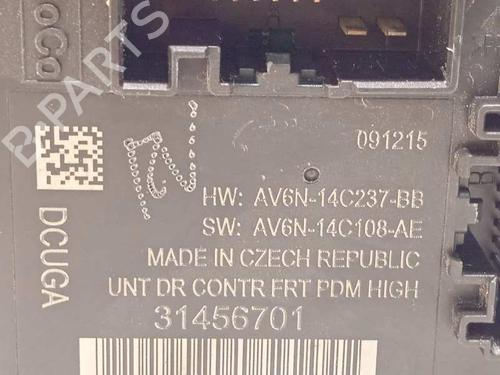 B-PARTS
091215
HW: AV6N-14C237-BB
SW: AV6N-14C108-AE
MADE IN CZECH REPUBLIC
UNT DR CONTR FRT PDM HIGH
31456701
DCUGA